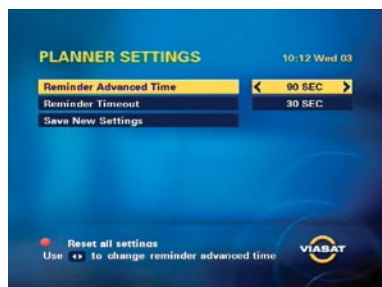 PLANNER SETTINGS 10:12 Wed 03
Reminder Advanced Time 90 SEC
Reminder Timeout 30 SEC
Save New Settings
Reset all settings
Use to change reminder advanced time
VIASAT